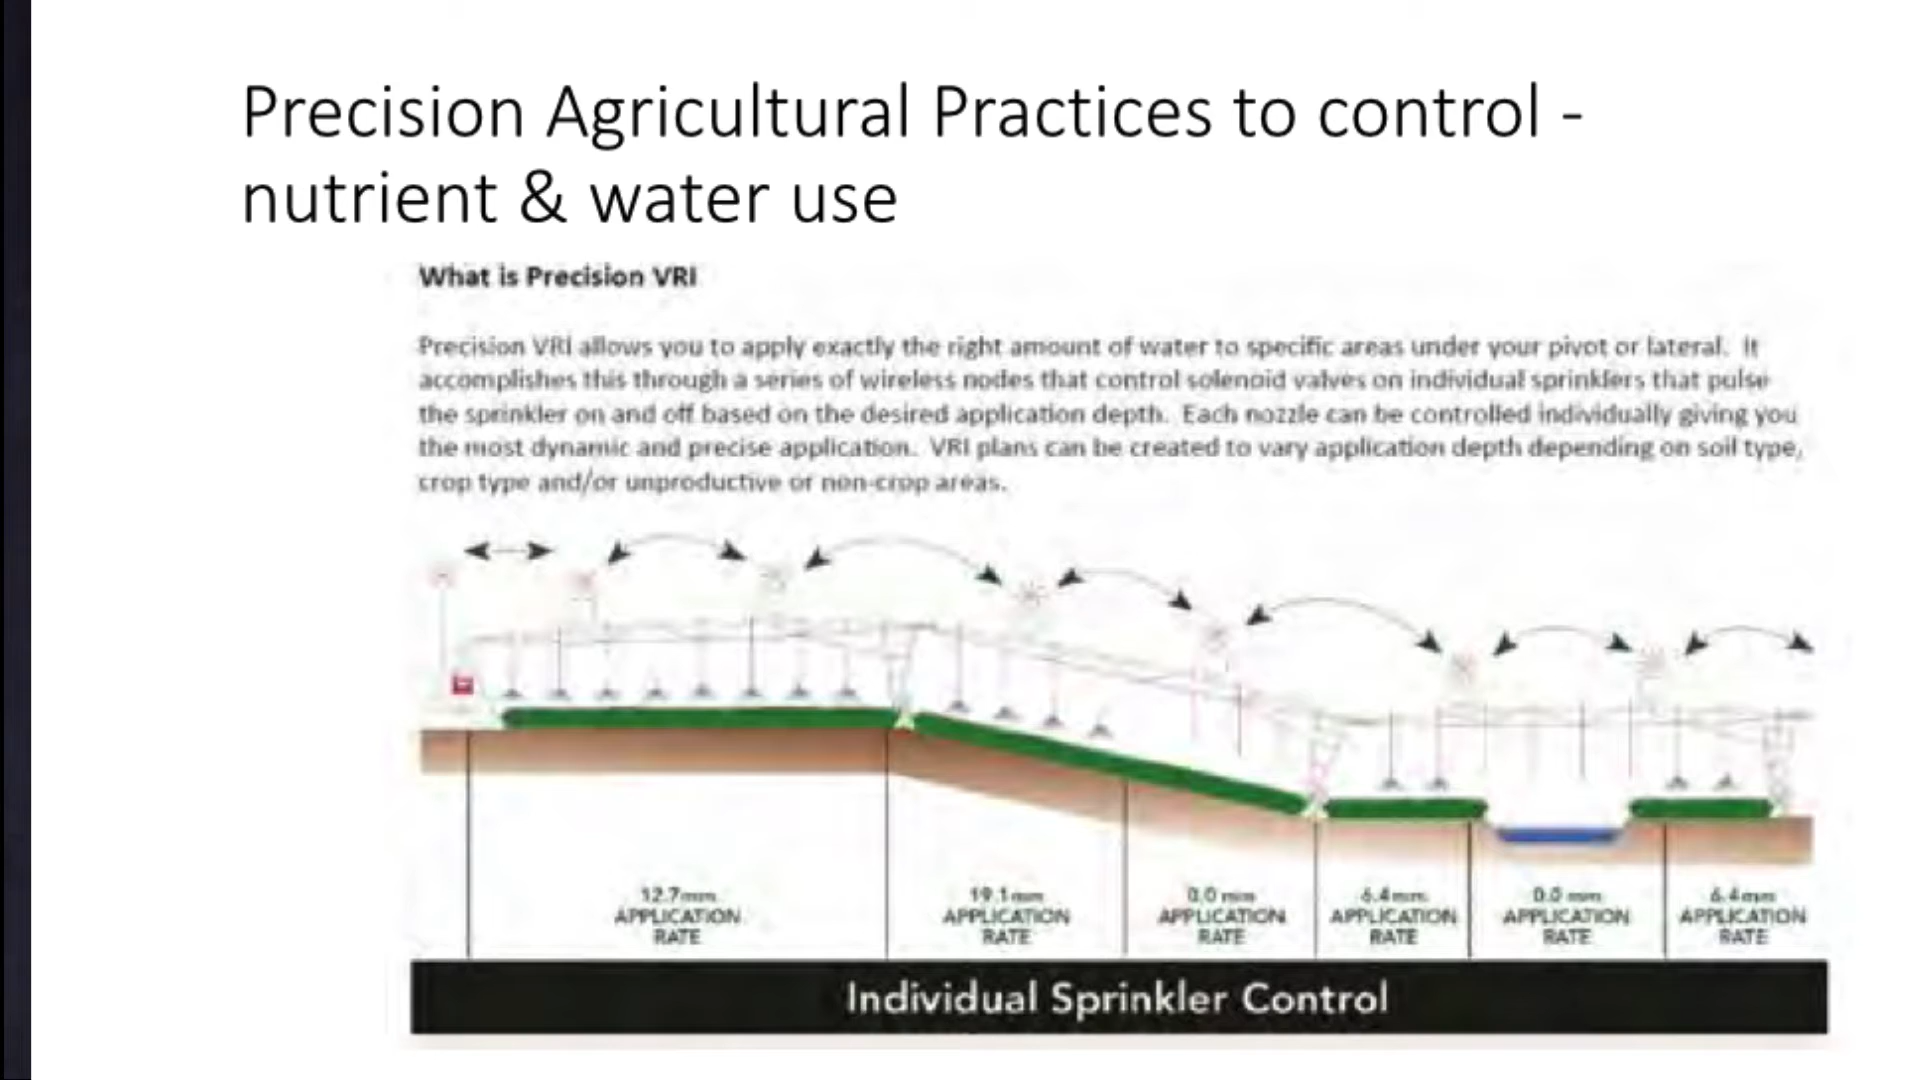 Precision Agricultural Practices to control -
nutrient & water use
What is Precision VRI
Precision VRI allows you to apply exactly the right amount of water to specific areas under your pivot or lateral. It
accomplishes this through a series of wireless nodes that control solenoid valves on individual sprinklers that pulse
the sprinkler on and off based on the desired application depth. Each nozzle can be controlled individually giving you
the most dynamic and precise application. VRI plans can be created to vary application depth depending on soil type,
crop type and/or unproductive or non-crop areas.
12.7mm
APPLICATION
RATE
19.1mm
APPLICATION
RATE
0.0 mm
APPLICATION
RATE
6.4mm
APPLICATION
RATE
0.0 mm
APPLICATION
RATE
6.4mm
APPLICATION
RATE
Individual Sprinkler Control